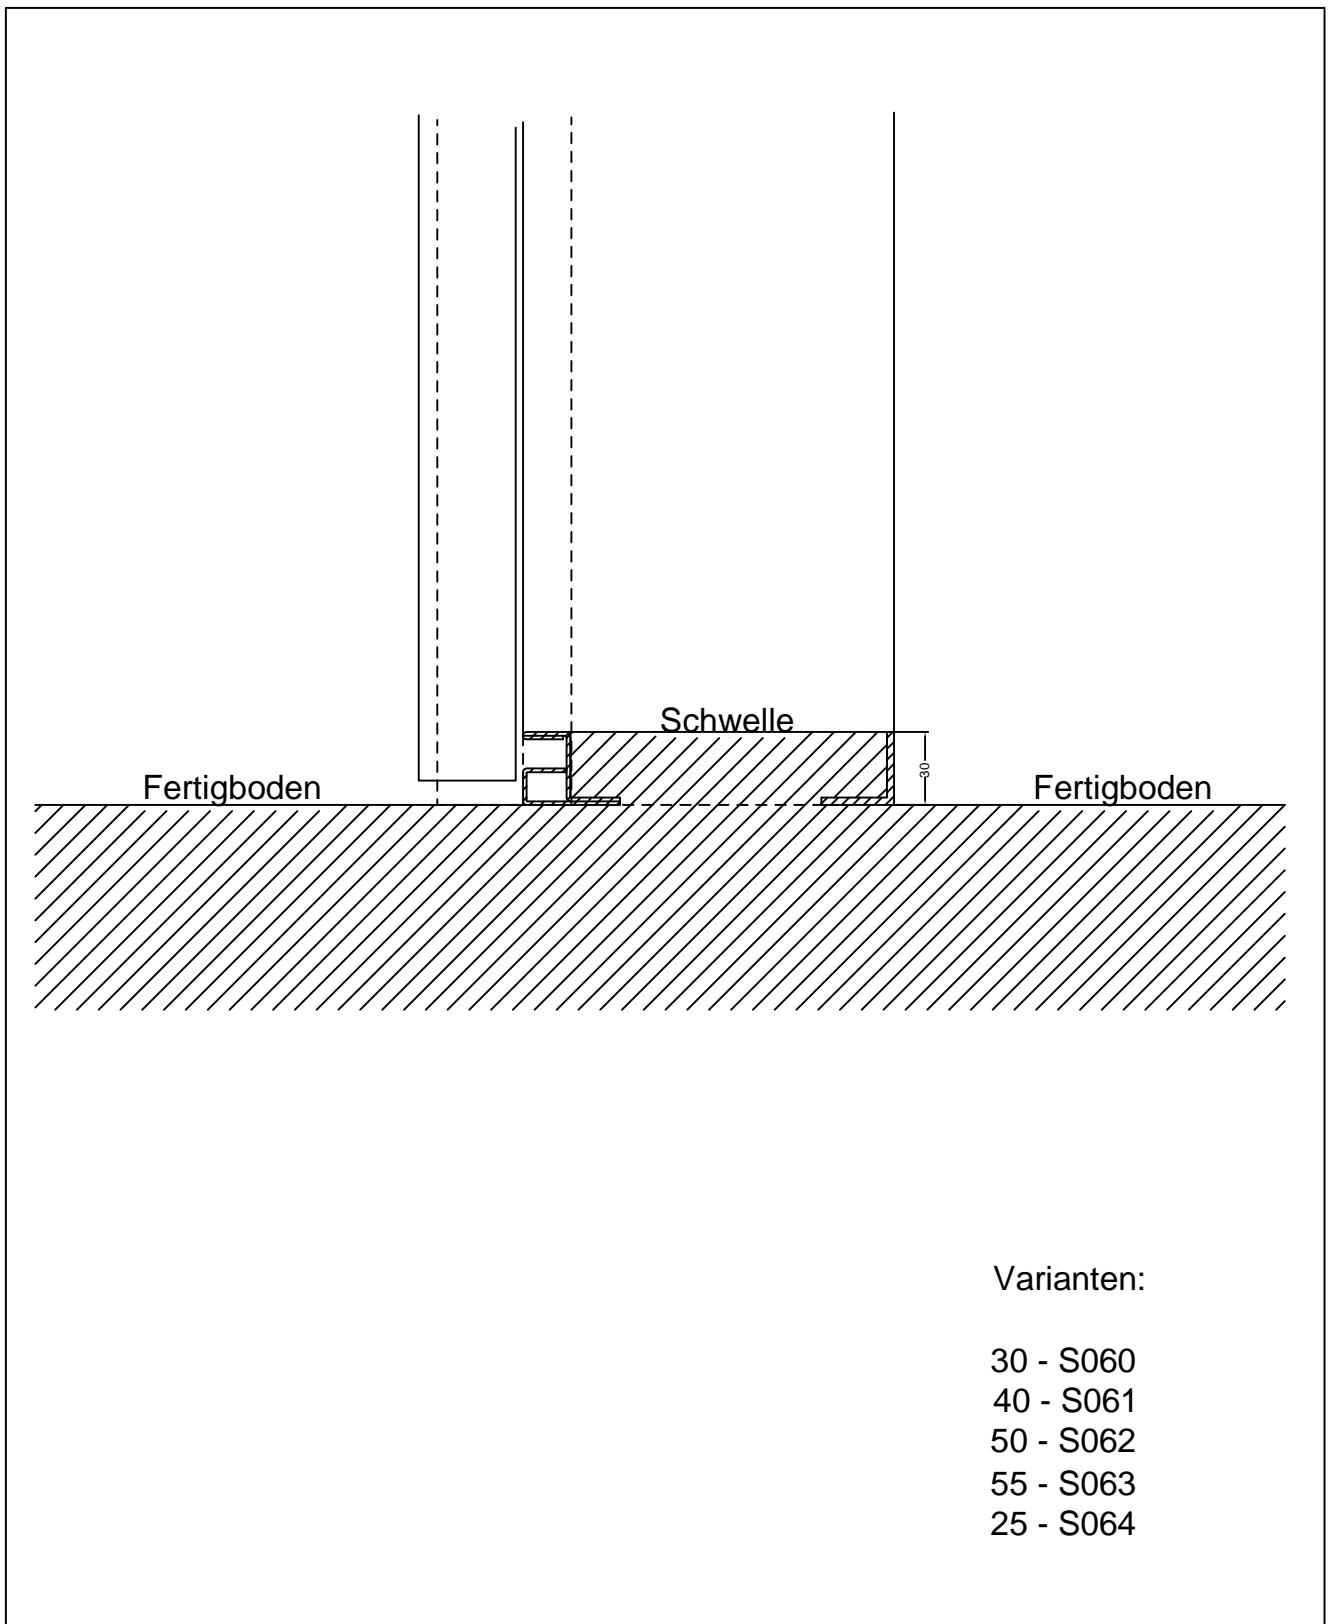 Schwelle
30
Fertigboden
Fertigboden
Varianten:
30 - S060
40 - S061
50 - S062
55 - S063
25 - S064